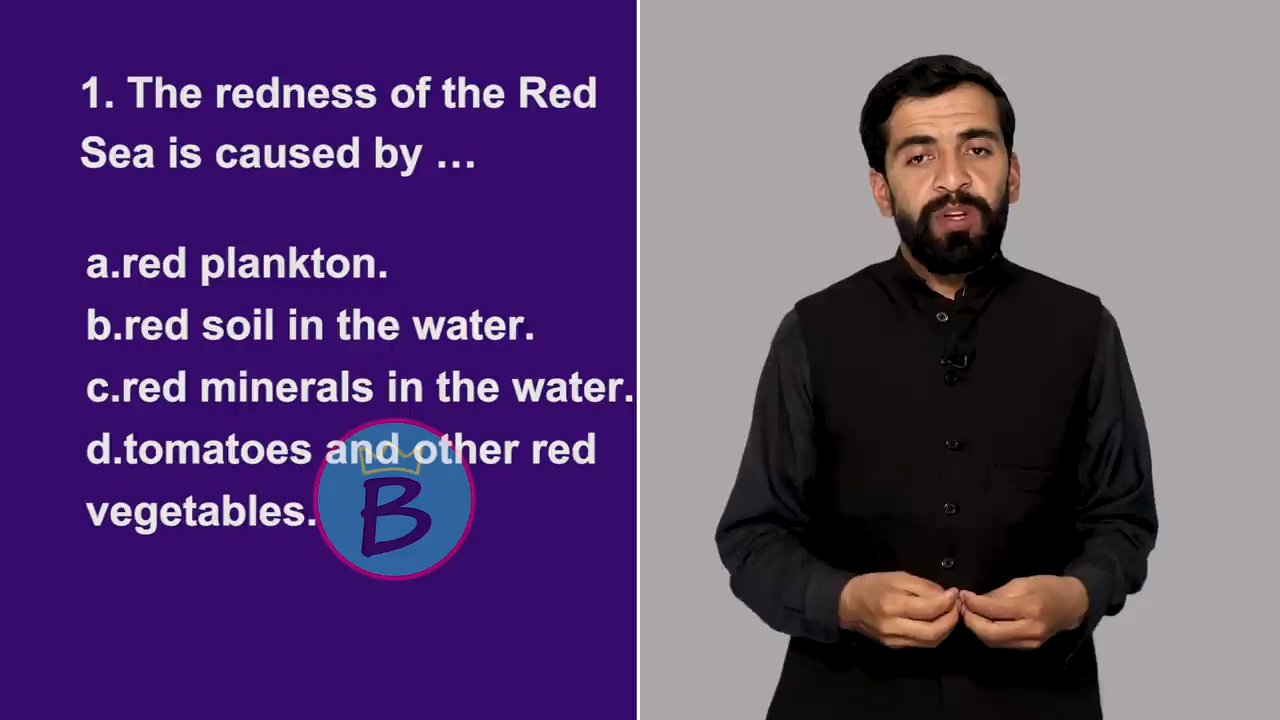 1. The redness of the Red
Sea is caused by …
a.red plankton.
b.red soil in the water.
c.red minerals in the water.
d.tomatoes and other red
vegetables.
B